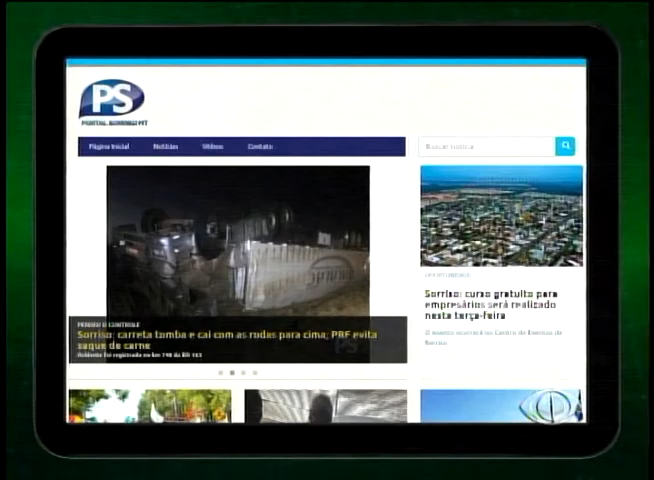 PS
PORTAL SORRISO MT
Página Inicial
Notícias
Vídeos
Contato
Buscar notícia
PERDEU O CONTROLE
Sorriso: carreta tomba e cai com as rodas para cima; PRF evita
saque de carne
Acidente foi registrado no km 748 da BR 163
OPORTUNIDADE
Sorriso: curso gratuito para
empresários será realizado
nesta terça-feira
O evento ocorrerá no Centro de Eventos de
Sorriso